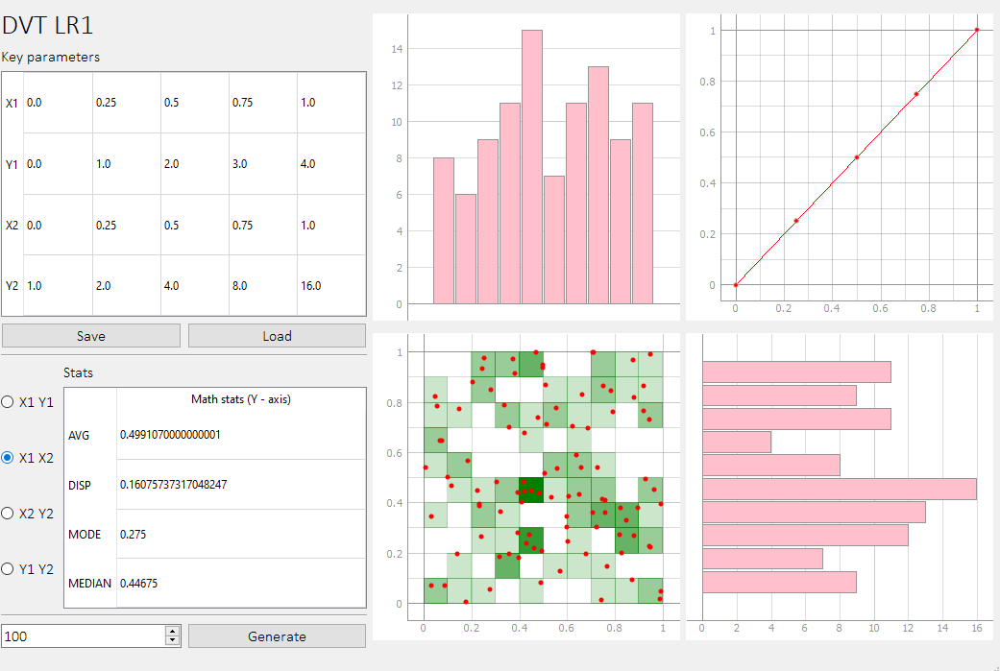 DVT LR1
Key parameters
X1 0.0 0.25 0.5 0.75 1.0
Y1 0.0 1.0 2.0 3.0 4.0
X2 0.0 0.25 0.5 0.75 1.0
Y2 1.0 2.0 4.0 8.0 16.0
Save Load
Stats
X1 Y1
X1 X2
X2 Y2
Y1 Y2
Math stats (Y - axis)
AVG 0.4991070000000001
DISP 0.16075737317048247
MODE 0.275
MEDIAN 0.44675
100 Generate
14
12
10
8
6
4
2
0
1
0.8
0.6
0.4
0.2
0
0 0.2 0.4 0.6 0.8 1
1
0.8
0.6
0.4
0.2
0
0 0.2 0.4 0.6 0.8 1
0 2 4 6 8 10 12 14 16